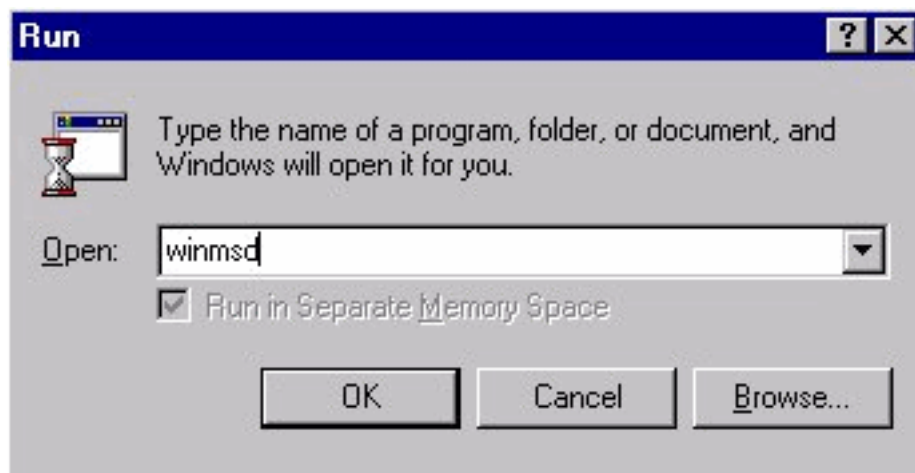 Run
Type the name of a program, folder, or document, and
Windows will open it for you.
Open: winmsd
Run in Separate Memory Space
OK Cancel Browse...